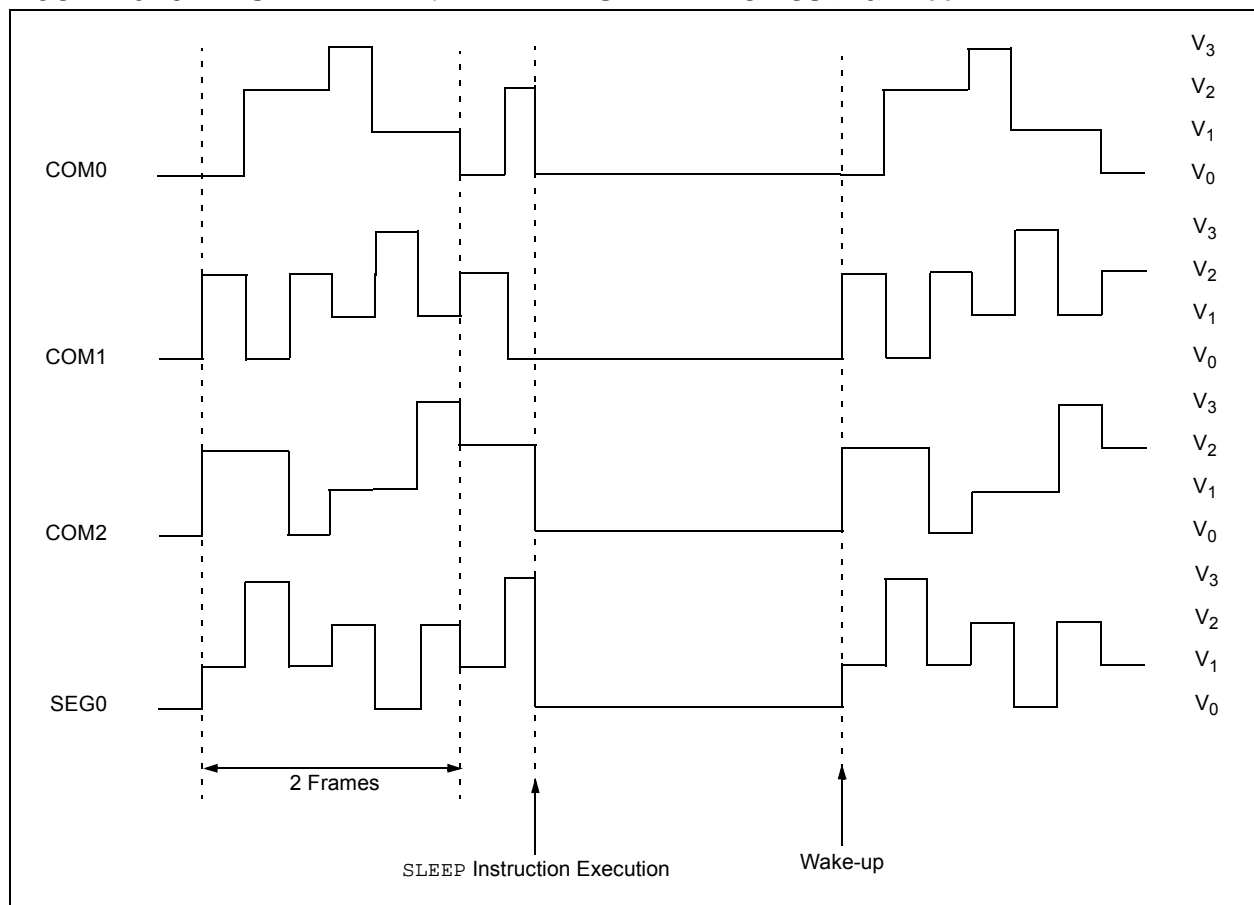 V3
V2
V1
COM0
V0
V3
V2
V1
COM1
V0
V3
V2
V1
COM2
V0
V3
V2
V1
SEG0
V0
2 Frames
SLEEP Instruction Execution
Wake-up